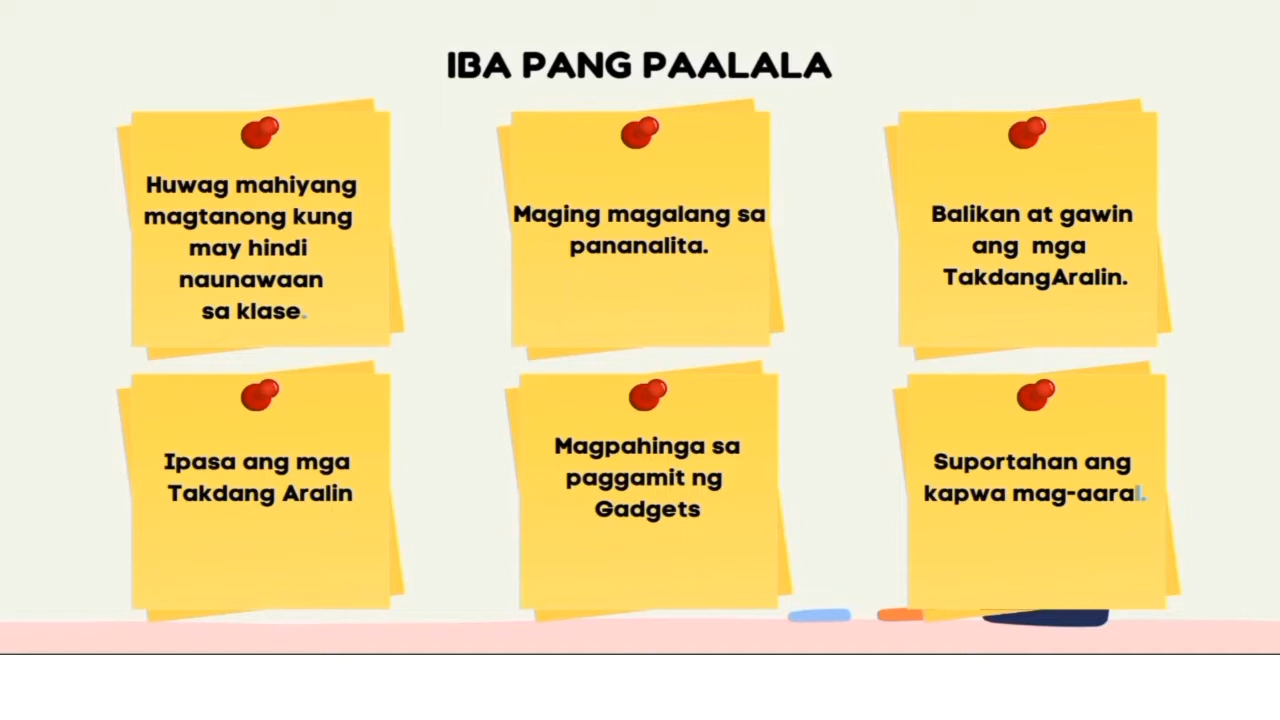 IBA PANG PAALALA
Huwag mahiyang
magtanong kung
may hindi
naunawaan
sa klase.
Maging magalang sa
pananalita.
Balikan at gawin
ang mga
TakdangAralin.
Ipasa ang mga
Takdang Aralin
Magpahinga sa
paggamit ng
Gadgets
Suportahan ang
kapwa mag-aaral.